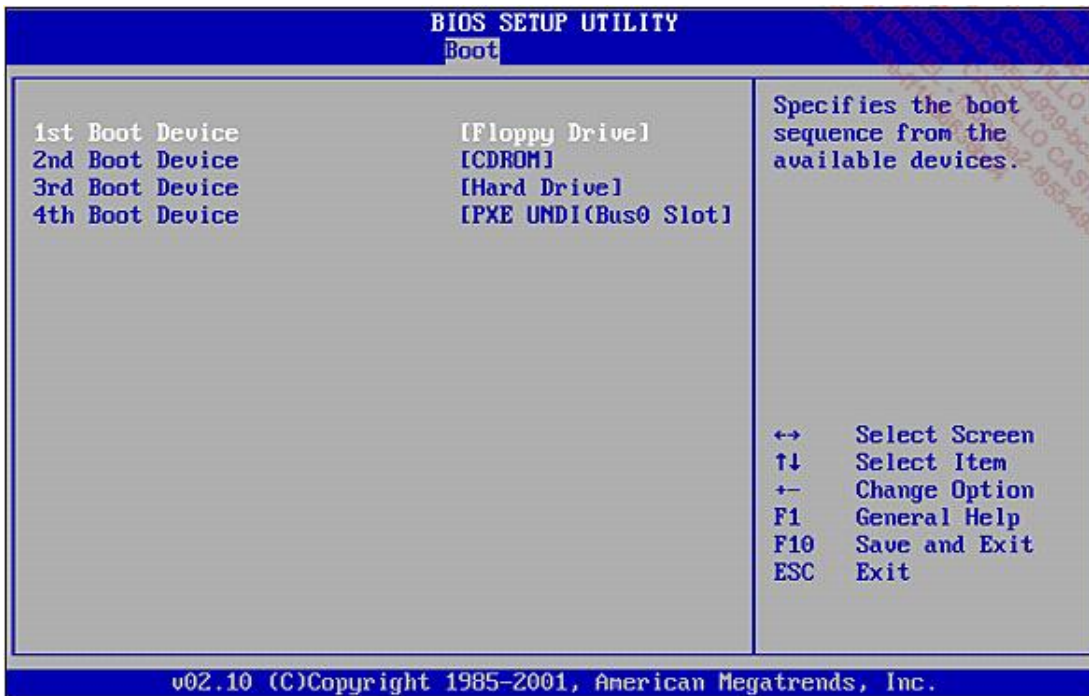 BIOS SETUP UTILITY
Boot
1st Boot Device [Floppy Drive]
2nd Boot Device [CDROM]
3rd Boot Device [Hard Drive]
4th Boot Device [PXE UNDI(Bus0 Slot]
Specifies the boot
sequence from the
available devices.
←→ Select Screen
↑↓ Select Item
+- Change Option
F1 General Help
F10 Save and Exit
ESC Exit
v02.10 (C)Copyright 1985-2001, American Megatrends, Inc.